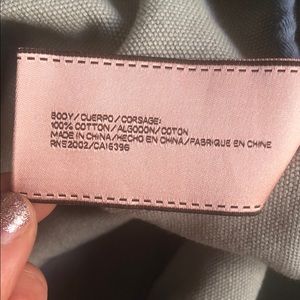 BODY/CUERPO/CORSAGE:
100% COTTON/ALGODON/COTON
MADE IN CHINA/HECHO EN CHINA/FABRIQUE EN CHINE
RN52002/CA16396